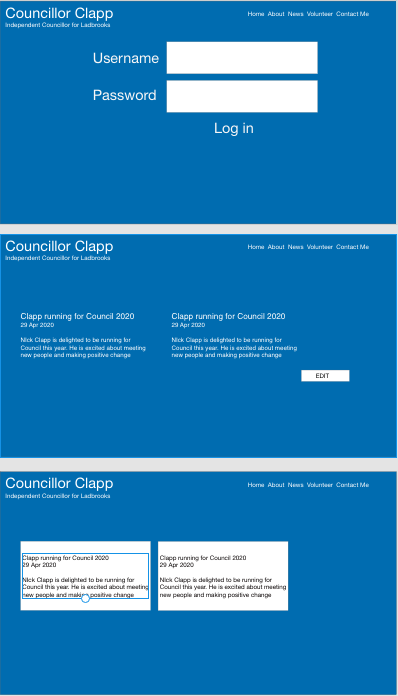 Councillor Clapp
Independent Councillor for Ladbrooks
Home About News Volunteer Contact Me
Username
Password
Log in
Councillor Clapp
Independent Councillor for Ladbrooks
Home About News Volunteer Contact Me
Clapp running for Council 2020
29 Apr 2020
Nick Clapp is delighted to be running for
Council this year. He is excited about meeting
new people and making positive change
Clapp running for Council 2020
29 Apr 2020
Nick Clapp is delighted to be running for
Council this year. He is excited about meeting
new people and making positive change
EDIT
Councillor Clapp
Independent Councillor for Ladbrooks
Home About News Volunteer Contact Me
Clapp running for Council 2020
29 Apr 2020
Nick Clapp is delighted to be running for
Council this year. He is excited about meeting
new people and making positive change
Clapp running for Council 2020
29 Apr 2020
Nick Clapp is delighted to be running for
Council this year. He is excited about meeting
new people and making positive change